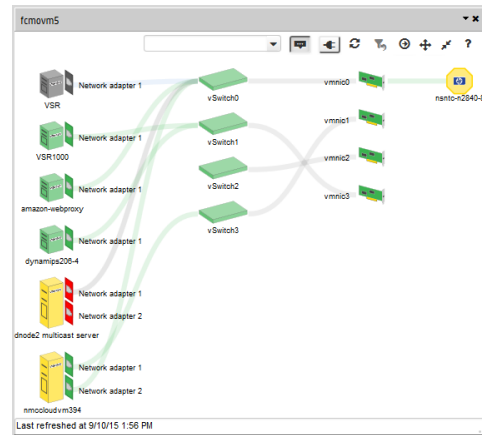 fcmovm5
?
VSR
Network adapter 1
VSR1000
Network adapter 1
amazon-webproxy
Network adapter 1
dynamips206-4
Network adapter 1
dnode2 multicast server
Network adapter 1
Network adapter 2
nmccloudvm394
Network adapter 1
Network adapter 2
vSwitch0
vSwitch1
vSwitch2
vSwitch3
vmnic0
vmnic1
vmnic2
vmnic3
hp
Last refreshed at 9/10/15 1:56 PM